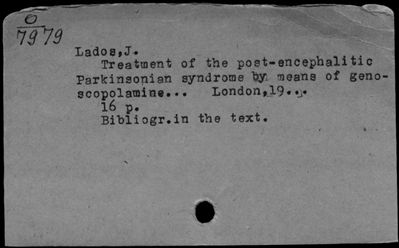 O
7979
Lados,J.
Treatment of the post-encephalitic
Parkinsonian syndrome by means of geno-
scopolamine... London,19...
16 p.
Bibliogr.in the text.